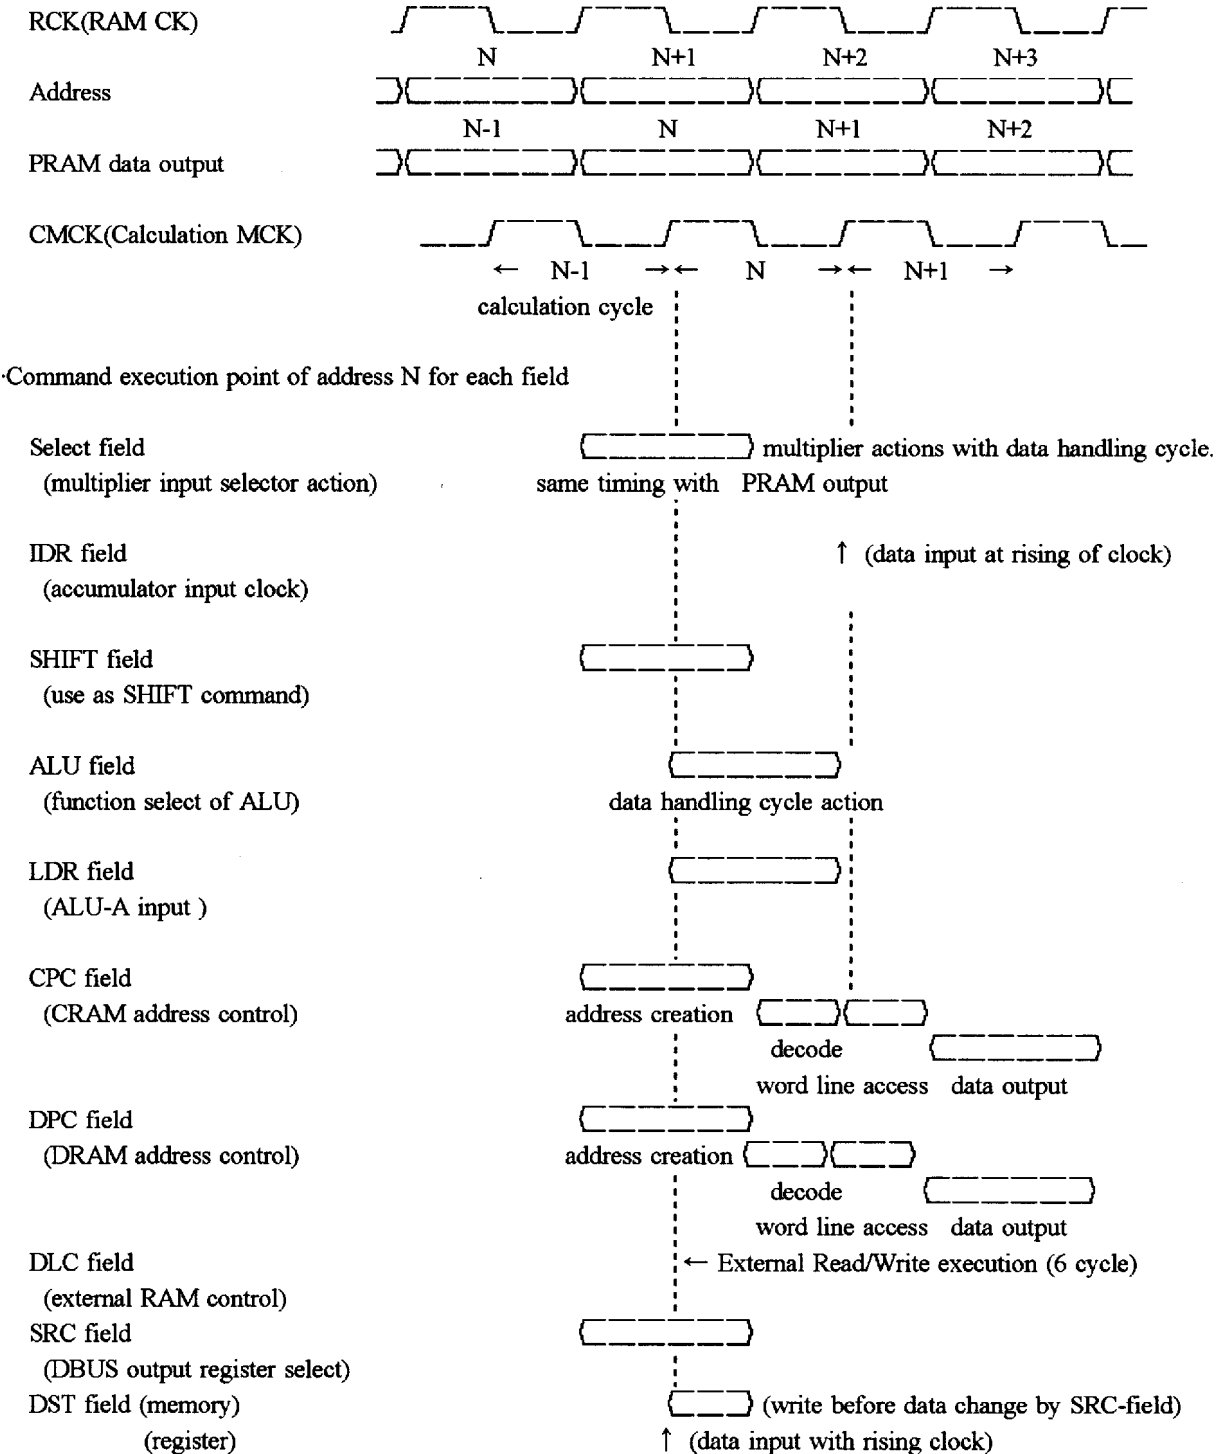 RCK(RAM CK)
N N+1 N+2 N+3
Address
N-1 N N+1 N+2
PRAM data output
CMCK(Calculation MCK)
← N-1 →← N →← N+1 →
calculation cycle
·Command execution point of address N for each field
Select field multiplier actions with data handling cycle.
(multiplier input selector action) same timing with PRAM output
IDR field ↑ (data input at rising of clock)
(accumulator input clock)
SHIFT field
(use as SHIFT command)
ALU field
(function select of ALU) data handling cycle action
LDR field
(ALU-A input )
CPC field
(CRAM address control) address creation
decode
word line access data output
DPC field
(DRAM address control) address creation
decode
word line access data output
DLC field ← External Read/Write execution (6 cycle)
(external RAM control)
SRC field
(DBUS output register select)
DST field (memory) (write before data change by SRC-field)
(register) ↑ (data input with rising clock)